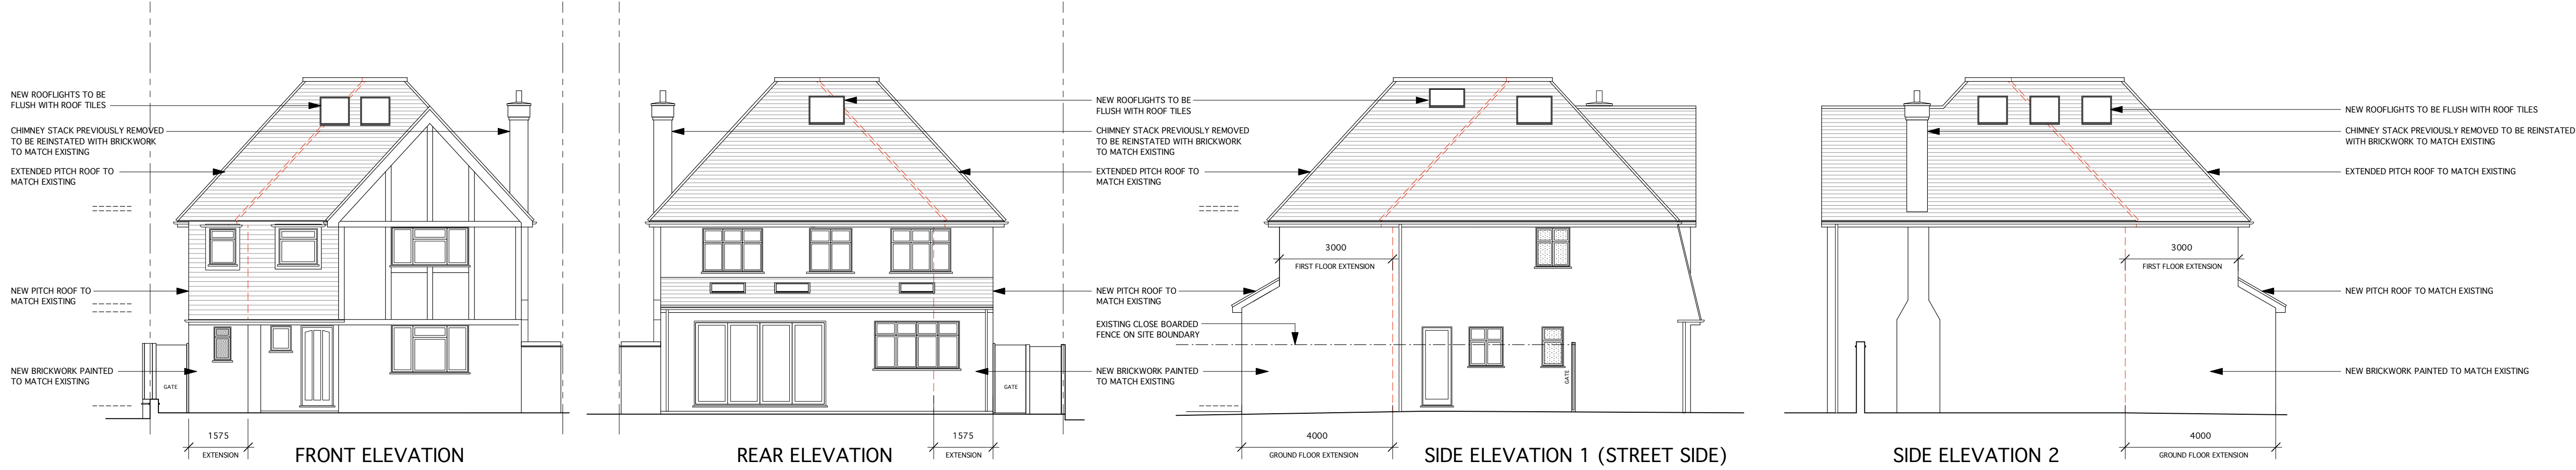 NEW ROOFLIGHTS TO BE
FLUSH WITH ROOF TILES
CHIMNEY STACK PREVIOUSLY REMOVED
TO BE REINSTATED WITH BRICKWORK
TO MATCH EXISTING
EXTENDED PITCH ROOF TO
MATCH EXISTING
NEW PITCH ROOF TO
MATCH EXISTING
NEW BRICKWORK PAINTED
TO MATCH EXISTING
GATE
1575
EXTENSION
FRONT ELEVATION
GATE
1575
EXTENSION
REAR ELEVATION
NEW ROOFLIGHTS TO BE
FLUSH WITH ROOF TILES
CHIMNEY STACK PREVIOUSLY REMOVED
TO BE REINSTATED WITH BRICKWORK
TO MATCH EXISTING
EXTENDED PITCH ROOF TO
MATCH EXISTING
NEW PITCH ROOF TO
MATCH EXISTING
EXISTING CLOSE BOARDED
FENCE ON SITE BOUNDARY
NEW BRICKWORK PAINTED
TO MATCH EXISTING
3000
FIRST FLOOR EXTENSION
GATE
4000
GROUND FLOOR EXTENSION
SIDE ELEVATION 1 (STREET SIDE)
3000
FIRST FLOOR EXTENSION
4000
GROUND FLOOR EXTENSION
SIDE ELEVATION 2
NEW ROOFLIGHTS TO BE FLUSH WITH ROOF TILES
CHIMNEY STACK PREVIOUSLY REMOVED TO BE REINSTATED
WITH BRICKWORK TO MATCH EXISTING
EXTENDED PITCH ROOF TO MATCH EXISTING
NEW PITCH ROOF TO MATCH EXISTING
NEW BRICKWORK PAINTED TO MATCH EXISTING